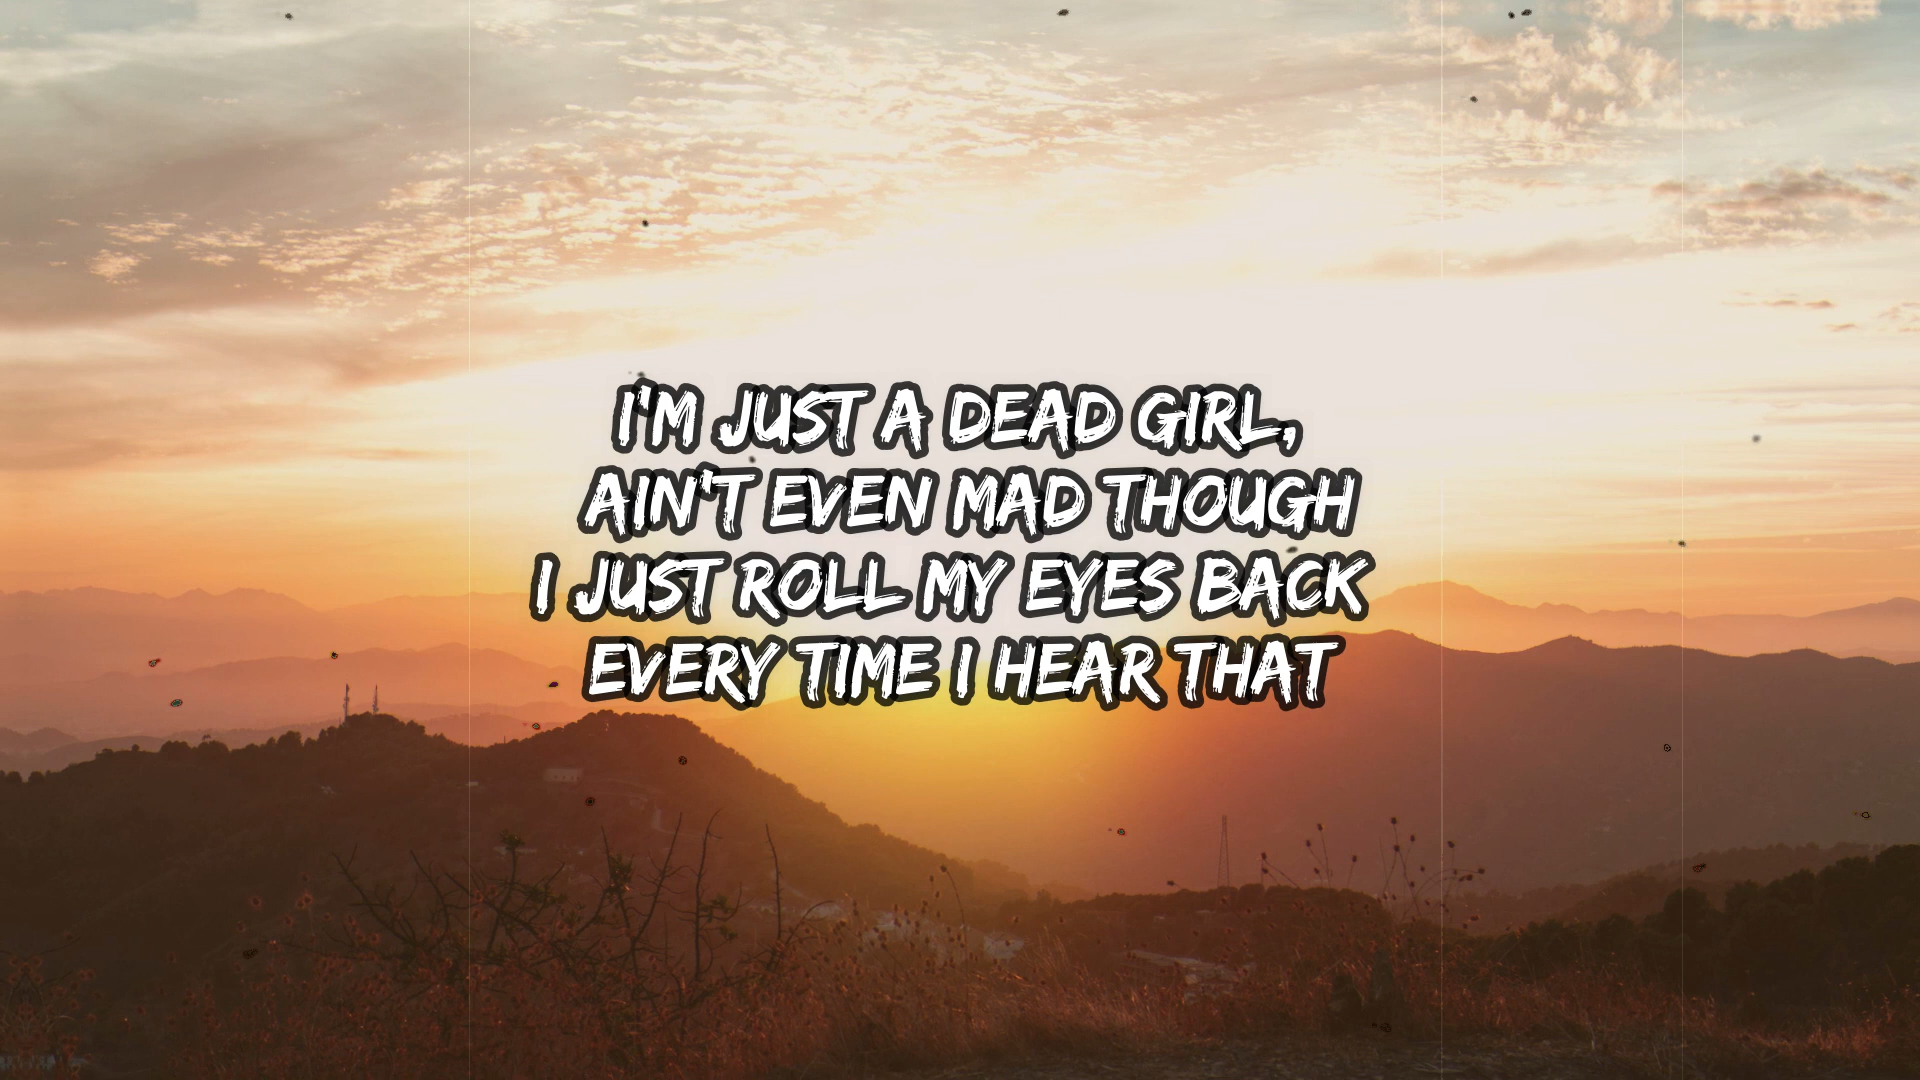 I'M JUST A DEAD GIRL,
AIN'T EVEN MAD THOUGH
I JUST ROLL MY EYES BACK
EVERY TIME I HEAR THAT